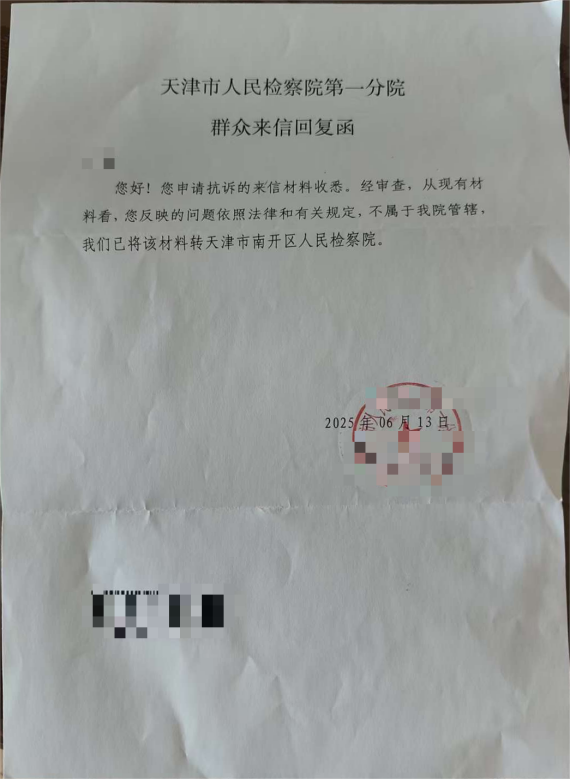 天津市人民检察院第一分院
群众来信回复函
您好！您申请抗诉的来信材料收悉。经审查，从现有材
料看，您反映的问题依照法律和有关规定，不属于我院管辖，
我们已将该材料转天津市南开区人民检察院。
2025年06月13日